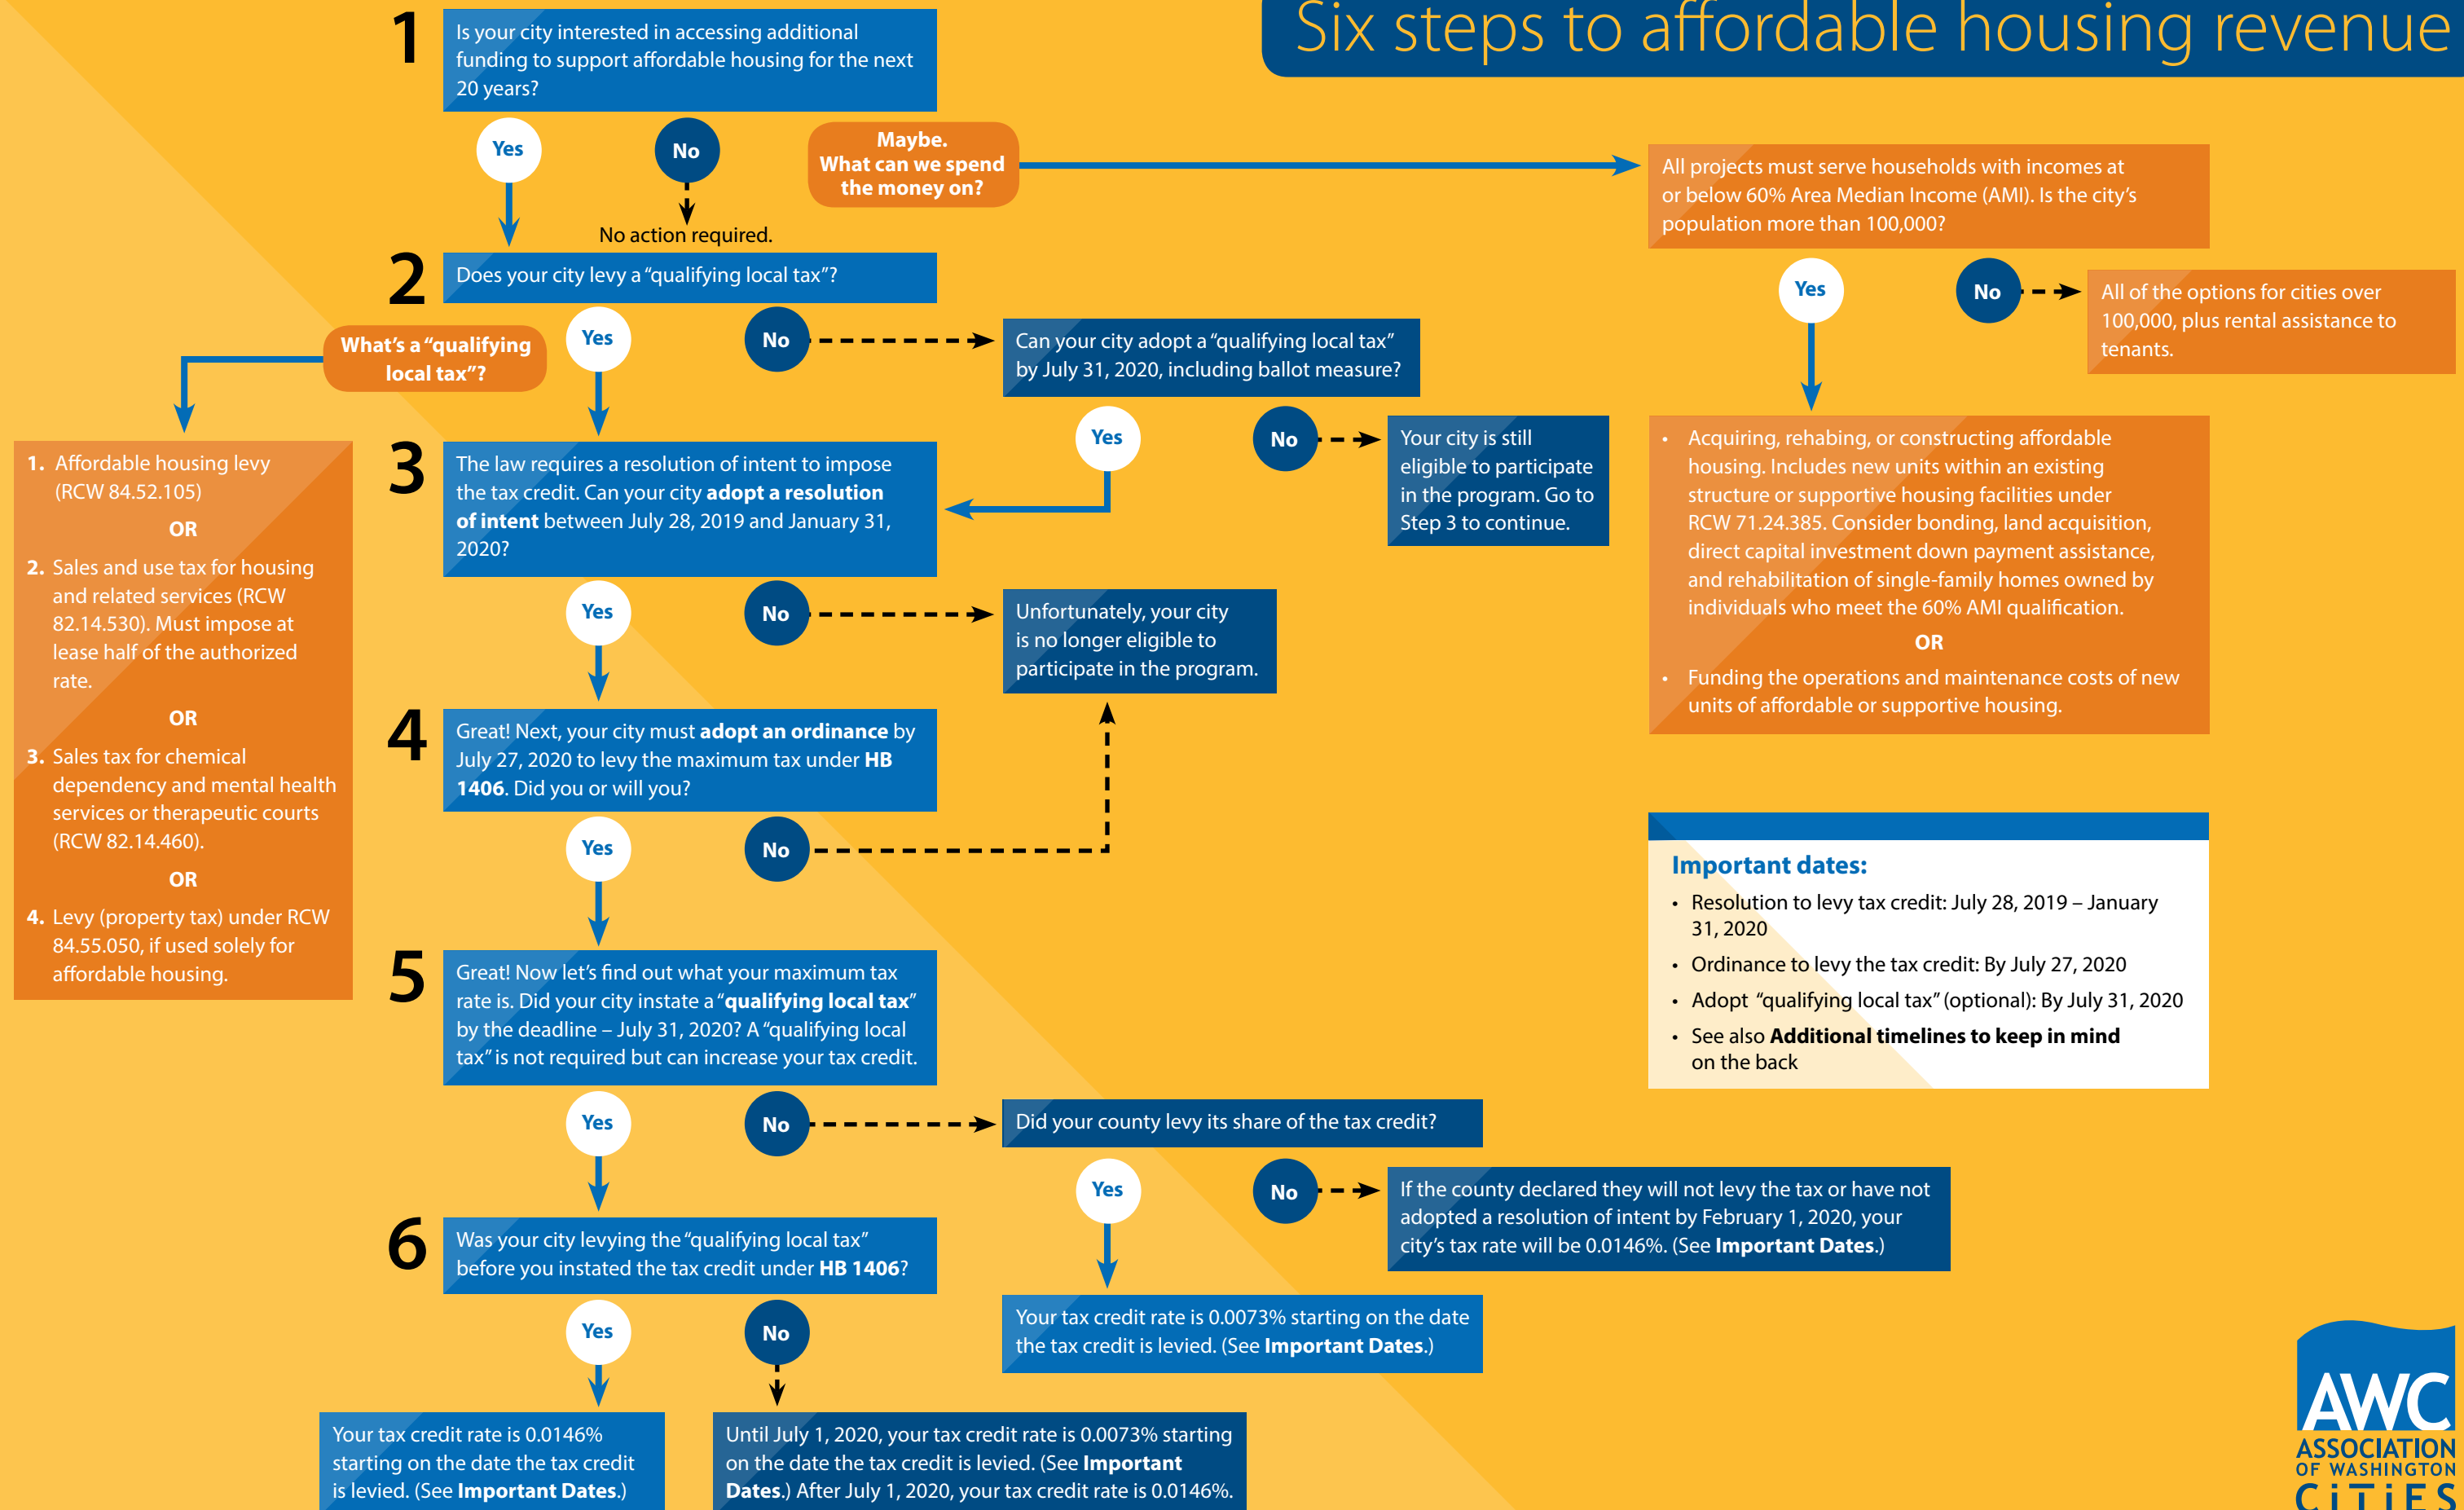 Six steps to affordable housing revenue
1
Is your city interested in accessing additional
funding to support affordable housing for the next
20 years?
Yes
No
No action required.
Maybe.
What can we spend
the money on?
All projects must serve households with incomes at
or below 60% Area Median Income (AMI). Is the city's
population more than 100,000?
Yes
No
All of the options for cities over
100,000, plus rental assistance to
tenants.
• Acquiring, rehabing, or constructing affordable
housing. Includes new units within an existing
structure or supportive housing facilities under
RCW 71.24.385. Consider bonding, land acquisition,
direct capital investment down payment assistance,
and rehabilitation of single-family homes owned by
individuals who meet the 60% AMI qualification.
OR
• Funding the operations and maintenance costs of new
units of affordable or supportive housing.
2
Does your city levy a “qualifying local tax”?
What's a “qualifying
local tax”?
1. Affordable housing levy
(RCW 84.52.105)
OR
2. Sales and use tax for housing
and related services (RCW
82.14.530). Must impose at
lease half of the authorized
rate.
OR
3. Sales tax for chemical
dependency and mental health
services or therapeutic courts
(RCW 82.14.460).
OR
4. Levy (property tax) under RCW
84.55.050, if used solely for
affordable housing.
Yes
No
Can your city adopt a “qualifying local tax”
by July 31, 2020, including ballot measure?
Yes
No
Your city is still
eligible to participate
in the program. Go to
Step 3 to continue.
3
The law requires a resolution of intent to impose
the tax credit. Can your city adopt a resolution
of intent between July 28, 2019 and January 31,
2020?
Yes
No
Unfortunately, your city
is no longer eligible to
participate in the program.
4
Great! Next, your city must adopt an ordinance by
July 27, 2020 to levy the maximum tax under HB
1406. Did you or will you?
Yes
No
5
Great! Now let's find out what your maximum tax
rate is. Did your city instate a “qualifying local tax”
by the deadline – July 31, 2020? A “qualifying local
tax” is not required but can increase your tax credit.
Yes
No
Did your county levy its share of the tax credit?
Yes
No
If the county declared they will not levy the tax or have not
adopted a resolution of intent by February 1, 2020, your
city's tax rate will be 0.0146%. (See Important Dates.)
Your tax credit rate is 0.0073% starting on the date
the tax credit is levied. (See Important Dates.)
6
Was your city levying the “qualifying local tax”
before you instated the tax credit under HB 1406?
Yes
No
Your tax credit rate is 0.0146%
starting on the date the tax credit
is levied. (See Important Dates.)
Until July 1, 2020, your tax credit rate is 0.0073% starting
on the date the tax credit is levied. (See Important
Dates.) After July 1, 2020, your tax credit rate is 0.0146%.
Important dates:
• Resolution to levy tax credit: July 28, 2019 – January
31, 2020
• Ordinance to levy the tax credit: By July 27, 2020
• Adopt “qualifying local tax” (optional): By July 31, 2020
• See also Additional timelines to keep in mind
on the back
AWC
ASSOCIATION
OF WASHINGTON
CiTiES